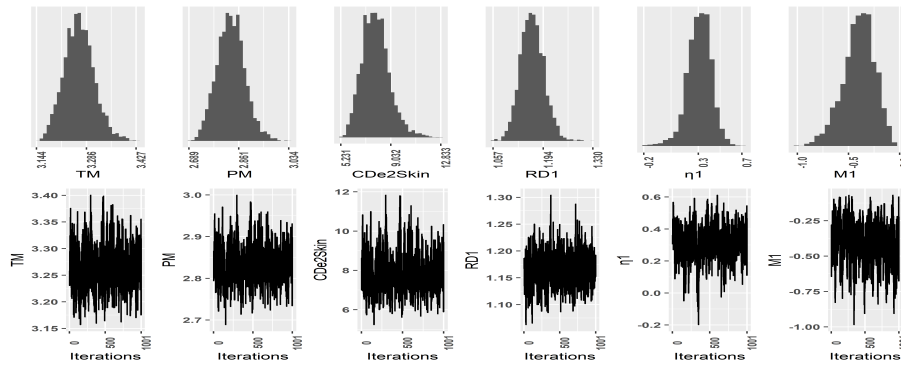 3.144 3.286 3.427
TM
2.689 2.861 3.034
PM
5.231 9.032 12.833
CDe2Skin
1.057 1.194 1.330
RD1
-0.2 0.3 0.7
η1
-1.0 -0.5
M1
TM
3.40
3.35
3.30
3.25
3.20
3.15
0 500 1001
Iterations
PM
3.0
2.9
2.8
2.7
0 500 1001
Iterations
CDe2Skin
12
10
8
6
0 500 1001
Iterations
RD1
1.30
1.25
1.20
1.15
1.10
0 500 1001
Iterations
η1
0.6
0.4
0.2
0.0
-0.2
0 500 1001
Iterations
M1
-0.25
-0.50
-0.75
-1.00
0 500 1001
Iterations